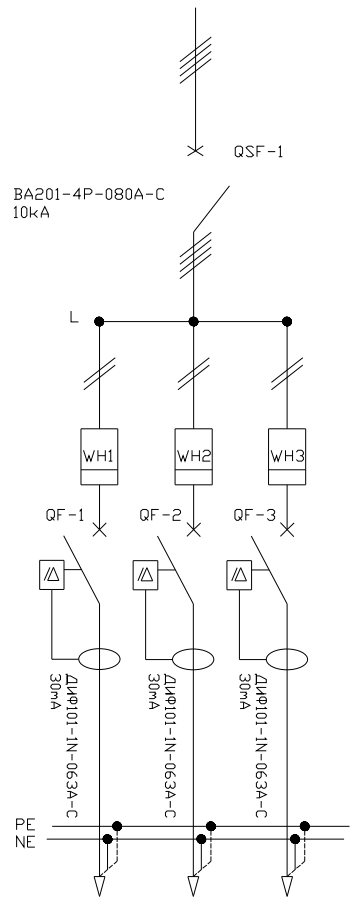 QSF-1
ВА201-4Р-080А-С
10кА
L
WH1
WH2
WH3
QF-1
QF-2
QF-3
ДИФ101-1N-063А-С
30mA
ДИФ101-1N-063А-С
30mA
ДИФ101-1N-063А-С
30mA
PE
NE